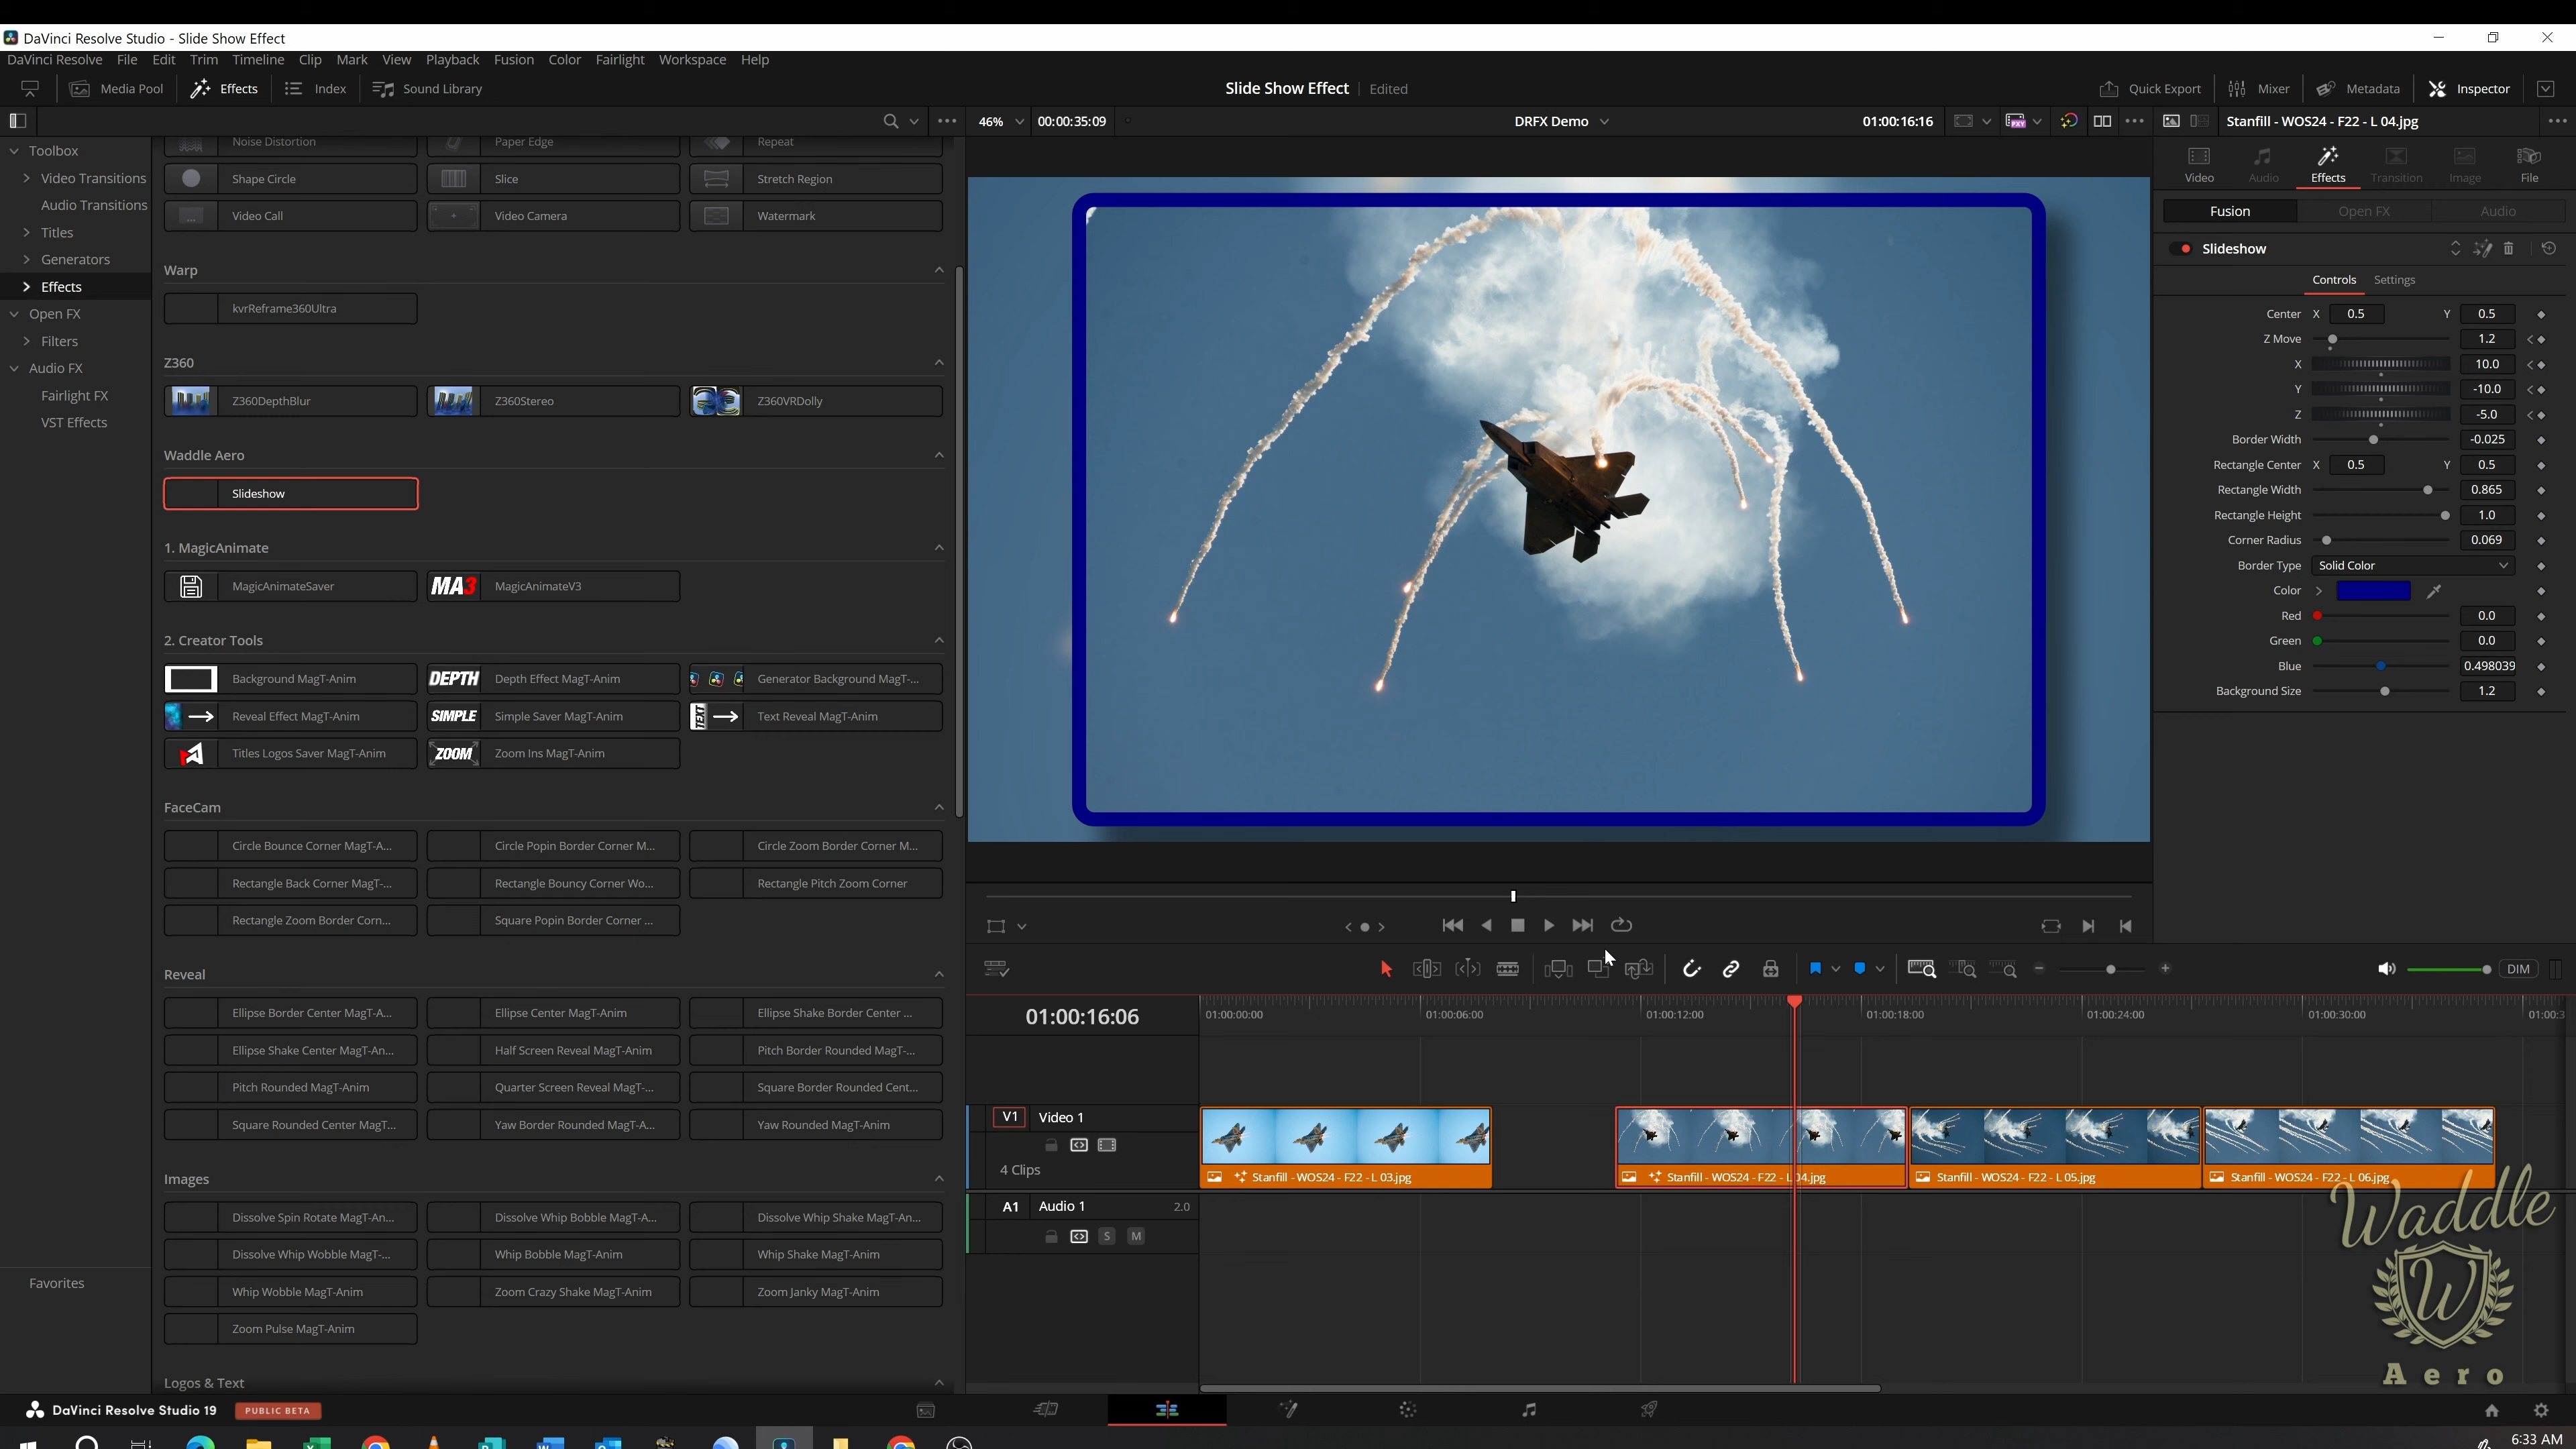 DaVinci Resolve Studio - Slide Show Effect
DaVinci Resolve File Edit Trim Timeline Clip Mark View Playback Fusion Color Fairlight Workspace Help
Media Pool Effects Index Sound Library
Slide Show Effect Edited
Quick Export Mixer Metadata Inspector
46% 00:00:35:09
DRFX Demo
01:00:16:16
Stanfill - WOS24 - F22 - L 04.jpg
Toolbox
Video Transitions
Audio Transitions
Titles
Generators
Effects
Open FX
Filters
Audio FX
Fairlight FX
VST Effects
Favorites
Noise Distortion Paper Edge Repeat
Shape Circle Slice Stretch Region
Video Call Video Camera Watermark
Warp
kvrReframe360Ultra
Z360
Z360DepthBlur Z360Stereo Z360VRDolly
Waddle Aero
Slideshow
1. MagicAnimate
MagicAnimateSaver MA3 MagicAnimateV3
2. Creator Tools
Background MagT-Anim DEPTH Depth Effect MagT-Anim Generator Background MagT-...
Reveal Effect MagT-Anim SIMPLE Simple Saver MagT-Anim TEXT Text Reveal MagT-Anim
Titles Logos Saver MagT-Anim ZOOM Zoom Ins MagT-Anim
FaceCam
Circle Bounce Corner MagT-A... Circle Popin Border Corner M... Circle Zoom Border Corner M...
Rectangle Back Corner MagT-... Rectangle Bouncy Corner Wo... Rectangle Pitch Zoom Corner
Rectangle Zoom Border Corn... Square Popin Border Corner ...
Reveal
Ellipse Border Center MagT-A... Ellipse Center MagT-Anim Ellipse Shake Border Center ...
Ellipse Shake Center MagT-An... Half Screen Reveal MagT-Anim Pitch Border Rounded MagT-...
Pitch Rounded MagT-Anim Quarter Screen Reveal MagT-... Square Border Rounded Cent...
Square Rounded Center MagT... Yaw Border Rounded MagT-A... Yaw Rounded MagT-Anim
Images
Dissolve Spin Rotate MagT-An... Dissolve Whip Bobble MagT-A... Dissolve Whip Shake MagT-An...
Dissolve Whip Wobble MagT-... Whip Bobble MagT-Anim Whip Shake MagT-Anim
Whip Wobble MagT-Anim Zoom Crazy Shake MagT-Anim Zoom Janky MagT-Anim
Zoom Pulse MagT-Anim
Logos & Text
Video Audio Effects Transition Image File
Fusion Open FX Audio
Slideshow
Controls Settings
Center X 0.5 Y 0.5
Z Move 1.2
X 10.0
Y -10.0
Z -5.0
Border Width -0.025
Rectangle Center X 0.5 Y 0.5
Rectangle Width 0.865
Rectangle Height 1.0
Corner Radius 0.069
Border Type Solid Color
Color
Red 0.0
Green 0.0
Blue 0.498039
Background Size 1.2
DIM
01:00:16:06
01:00:00:00 01:00:06:00 01:00:12:00 01:00:18:00 01:00:24:00 01:00:30:00 01:00:3
V1 Video 1
4 Clips
Stanfill - WOS24 - F22 - L 03.jpg
Stanfill - WOS24 - F22 - L 04.jpg
Stanfill - WOS24 - F22 - L 05.jpg
Stanfill - WOS24 - F22 - L 06.jpg
A1 Audio 1 2.0
S M
Waddle
W
Aero
DaVinci Resolve Studio 19 PUBLIC BETA
6:33 AM